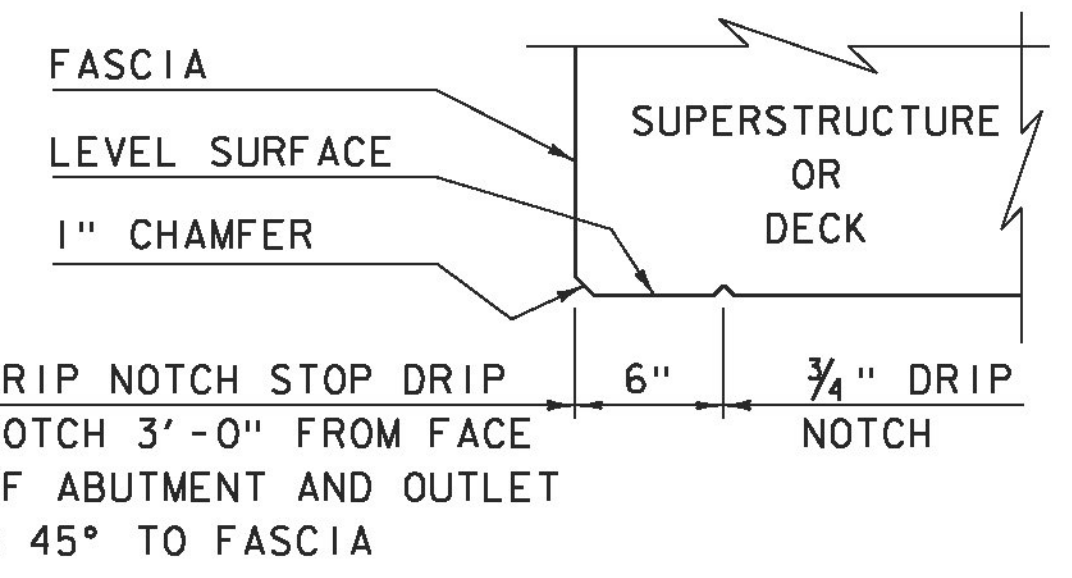 FASCIA
LEVEL SURFACE
1" CHAMFER
SUPERSTRUCTURE
OR
DECK
RIP NOTCH STOP DRIP
OTCH 3'-0" FROM FACE
F ABUTMENT AND OUTLET
45° TO FASCIA
6"
3/4" DRIP
NOTCH